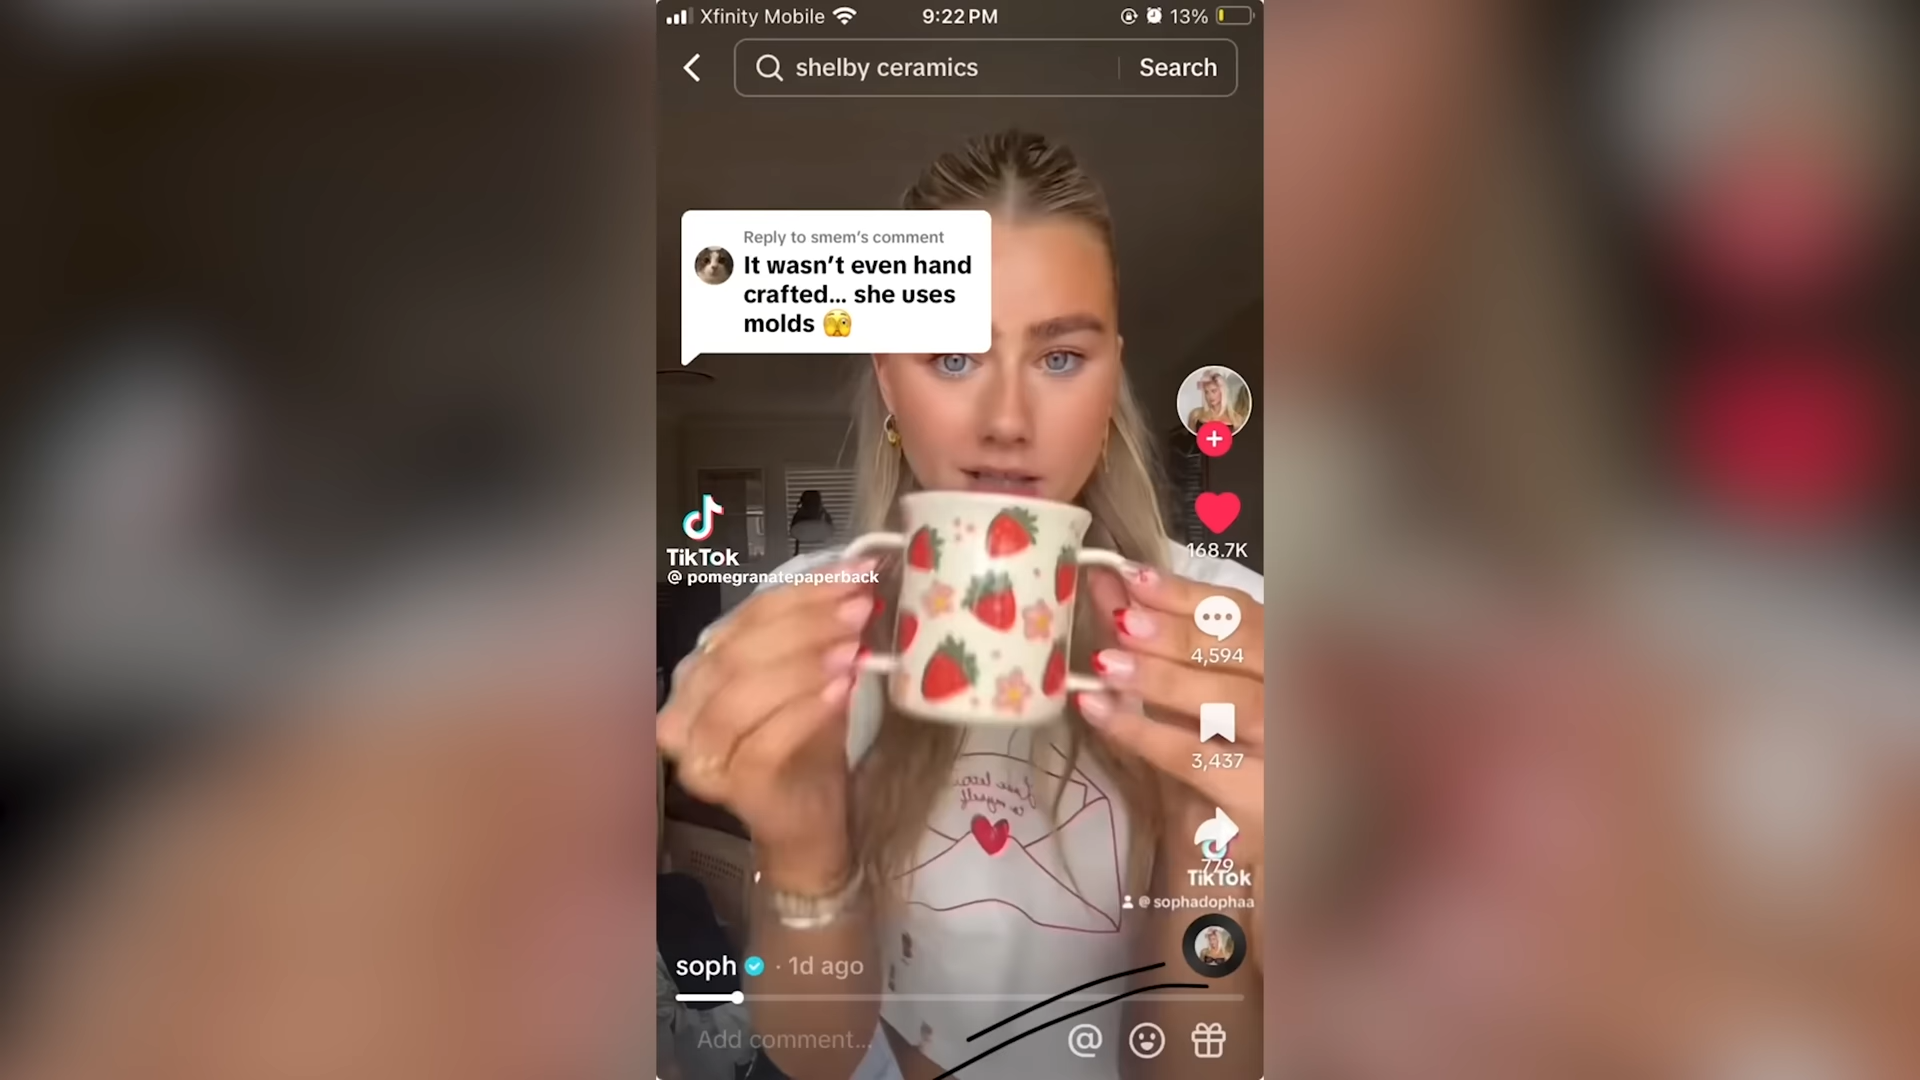 Xfinity Mobile
9:22 PM
13%
shelby ceramics
Search
Reply to smem's comment
It wasn't even hand
crafted... she uses
molds
TikTok
@ pomegranatepaperback
168.7K
4,594
3,437
779
TikTok
@ sophadophaa
soph · 1d ago
Add comment...
@